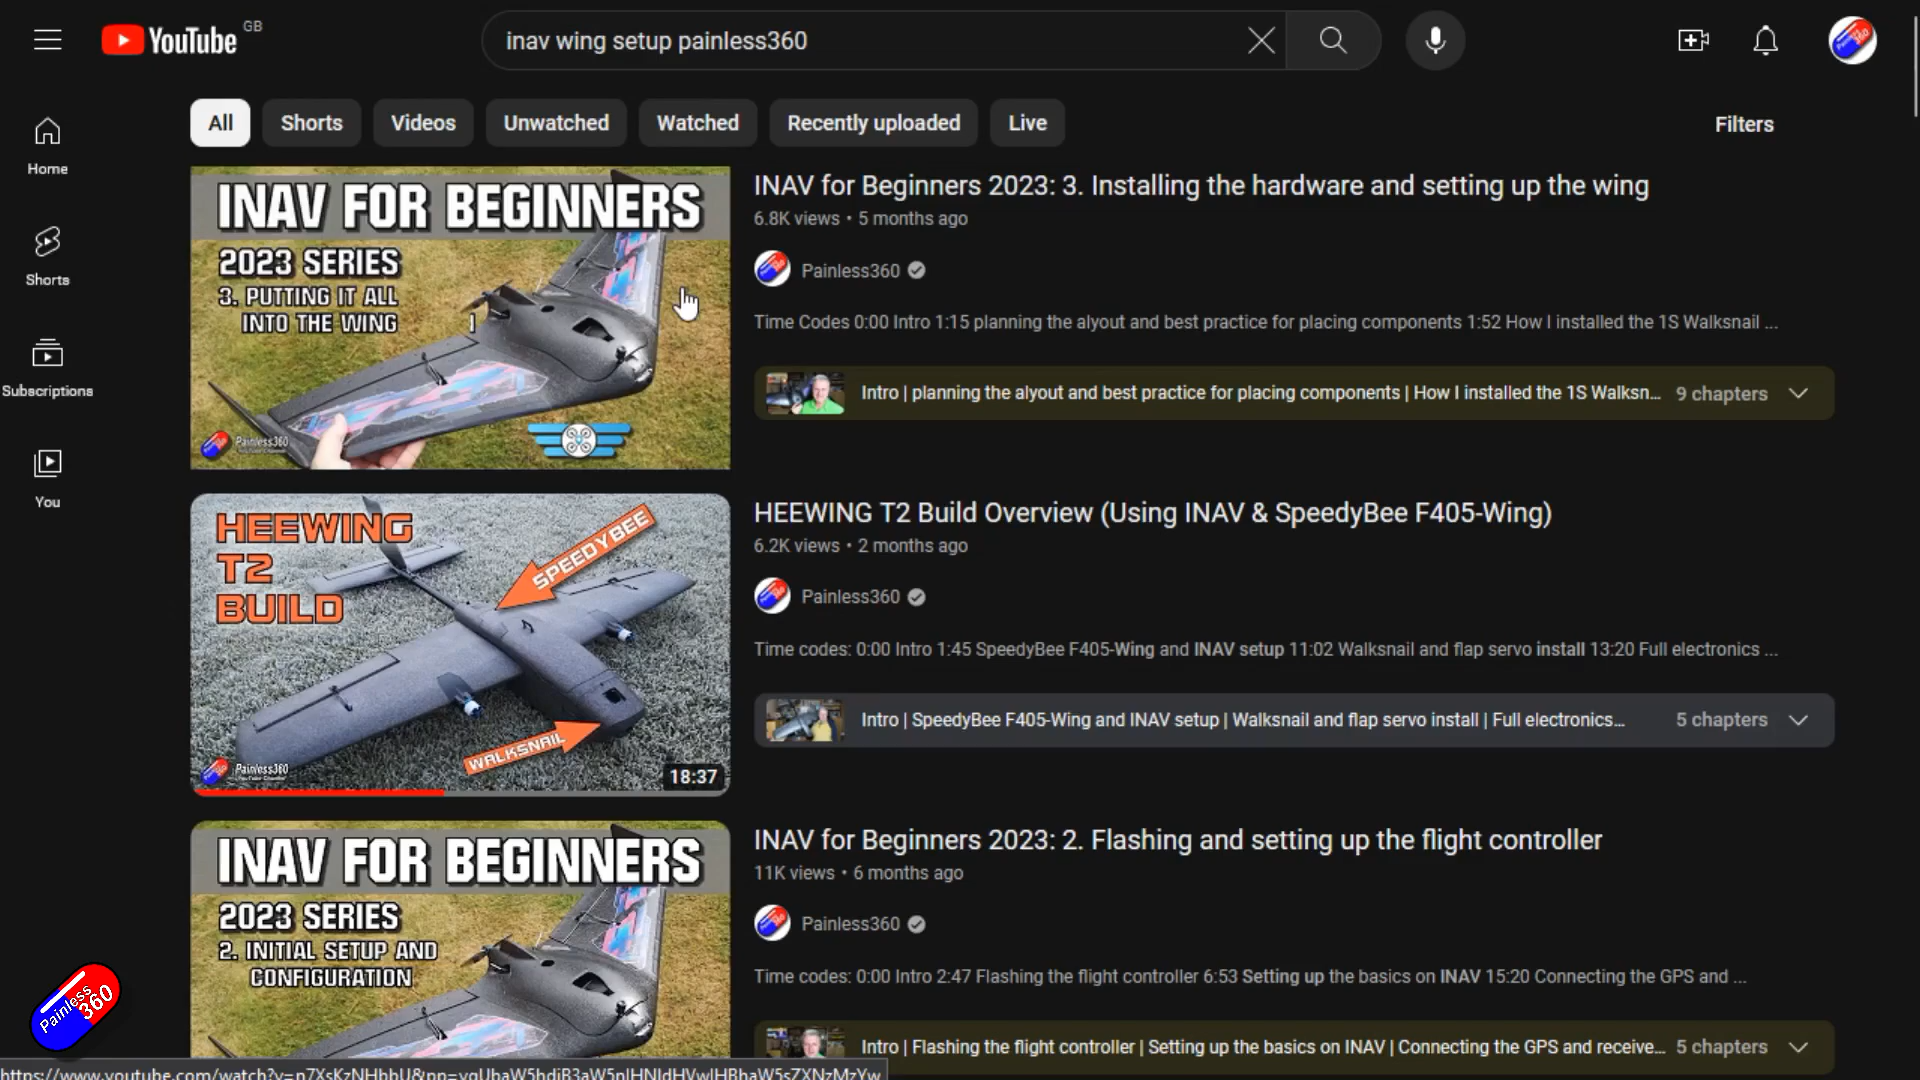 YouTube GB
inav wing setup painless360
All
Shorts
Videos
Unwatched
Watched
Recently uploaded
Live
Filters
Home
Shorts
Subscriptions
You
INAV FOR BEGINNERS
2023 SERIES
3. PUTTING IT ALL
INTO THE WING
Painless360
INAV for Beginners 2023: 3. Installing the hardware and setting up the wing
6.8K views • 5 months ago
Painless360
Time Codes 0:00 Intro 1:15 planning the alyout and best practice for placing components 1:52 How I installed the 1S Walksnail ...
Intro | planning the alyout and best practice for placing components | How I installed the 1S Walksn...
9 chapters
HEEWING
T2
BUILD
SPEEDYBEE
WALKSNAIL
Painless360
18:37
HEEWING T2 Build Overview (Using INAV & SpeedyBee F405-Wing)
6.2K views • 2 months ago
Painless360
Time codes: 0:00 Intro 1:45 SpeedyBee F405-Wing and INAV setup 11:02 Walksnail and flap servo install 13:20 Full electronics ...
Intro | SpeedyBee F405-Wing and INAV setup | Walksnail and flap servo install | Full electronics...
5 chapters
INAV FOR BEGINNERS
2023 SERIES
2. INITIAL SETUP AND
CONFIGURATION
INAV for Beginners 2023: 2. Flashing and setting up the flight controller
11K views • 6 months ago
Painless360
Time codes: 0:00 Intro 2:47 Flashing the flight controller 6:53 Setting up the basics on INAV 15:20 Connecting the GPS and ...
Intro | Flashing the flight controller | Setting up the basics on INAV | Connecting the GPS and receive...
5 chapters
Painless 360